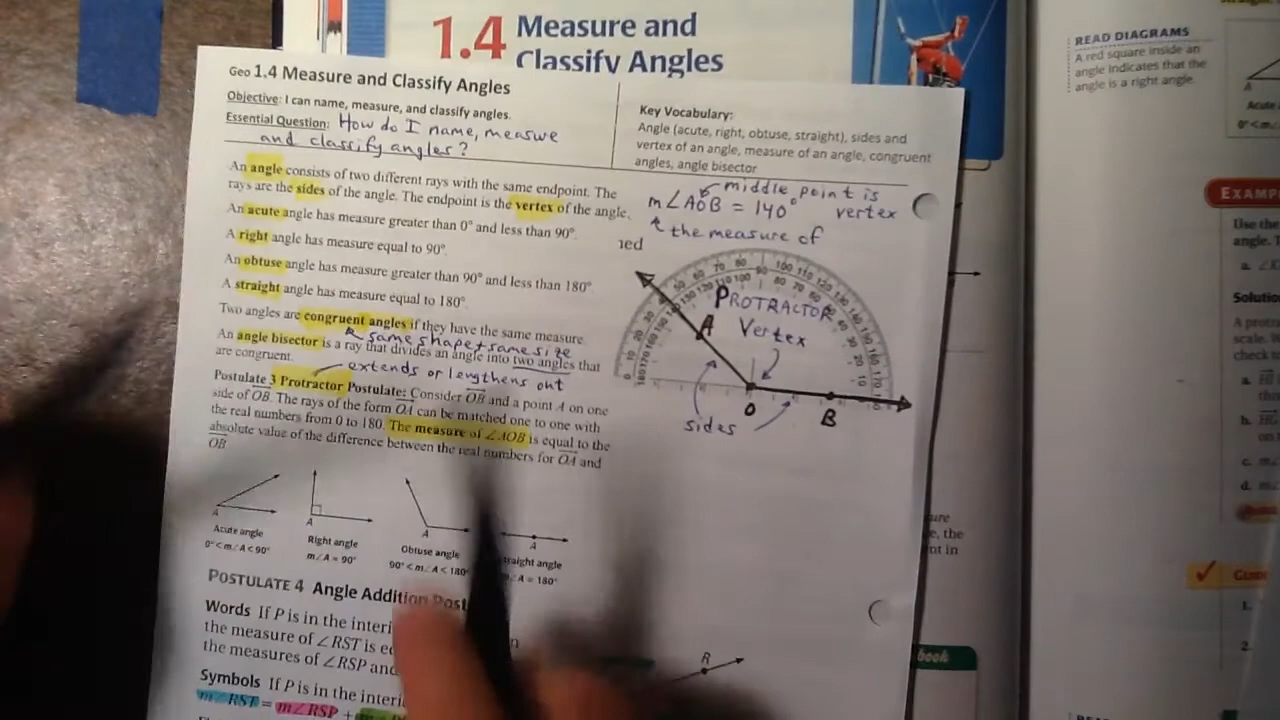 1.4 Measure and
Classify Angles
Geo 1.4 Measure and Classify Angles
Objective: I can name, measure, and classify angles.
Essential Question: How do I name, measure
and classify angles?
Key Vocabulary:
Angle (acute, right, obtuse, straight), sides and
vertex of an angle, measure of an angle, congruent
angles, angle bisector
An angle consists of two different rays with the same endpoint. The
rays are the sides of the angle. The endpoint is the vertex of the angle.
An acute angle has measure greater than 0° and less than 90°.
A right angle has measure equal to 90°.
An obtuse angle has measure greater than 90° and less than 180°.
A straight angle has measure equal to 180°.
Two angles are congruent angles if they have the same measure.
same shape + same size
An angle bisector is a ray that divides an angle into two angles that
are congruent.
extends or lengthens out
Postulate 3 Protractor Postulate: Consider OB and a point A on one
side of OB. The rays of the form OA can be matched one to one with
the real numbers from 0 to 180. The measure of ∠AOB is equal to the
absolute value of the difference between the real numbers for OA and
OB
middle point is
vertex
m∠AOB = 140°
the measure of
PROTRACTOR
Vertex
A
O
B
sides
A
Acute angle
0° < m∠A < 90°
A
Right angle
m∠A = 90°
A
Obtuse angle
90° < m∠A < 180°
A
straight angle
m∠A = 180°
POSTULATE 4 Angle Addition Post
Words If P is in the interi
the measure of ∠RST is e
the measures of ∠RSP and
Symbols If P is in the interi
m∠RST = m∠RSP +
R
READ DIAGRAMS
A red square inside an
angle indicates that the
angle is a right angle.
A
Acute
EXAMP
Use the
angle.
Solution
A protr
scale.
check
book